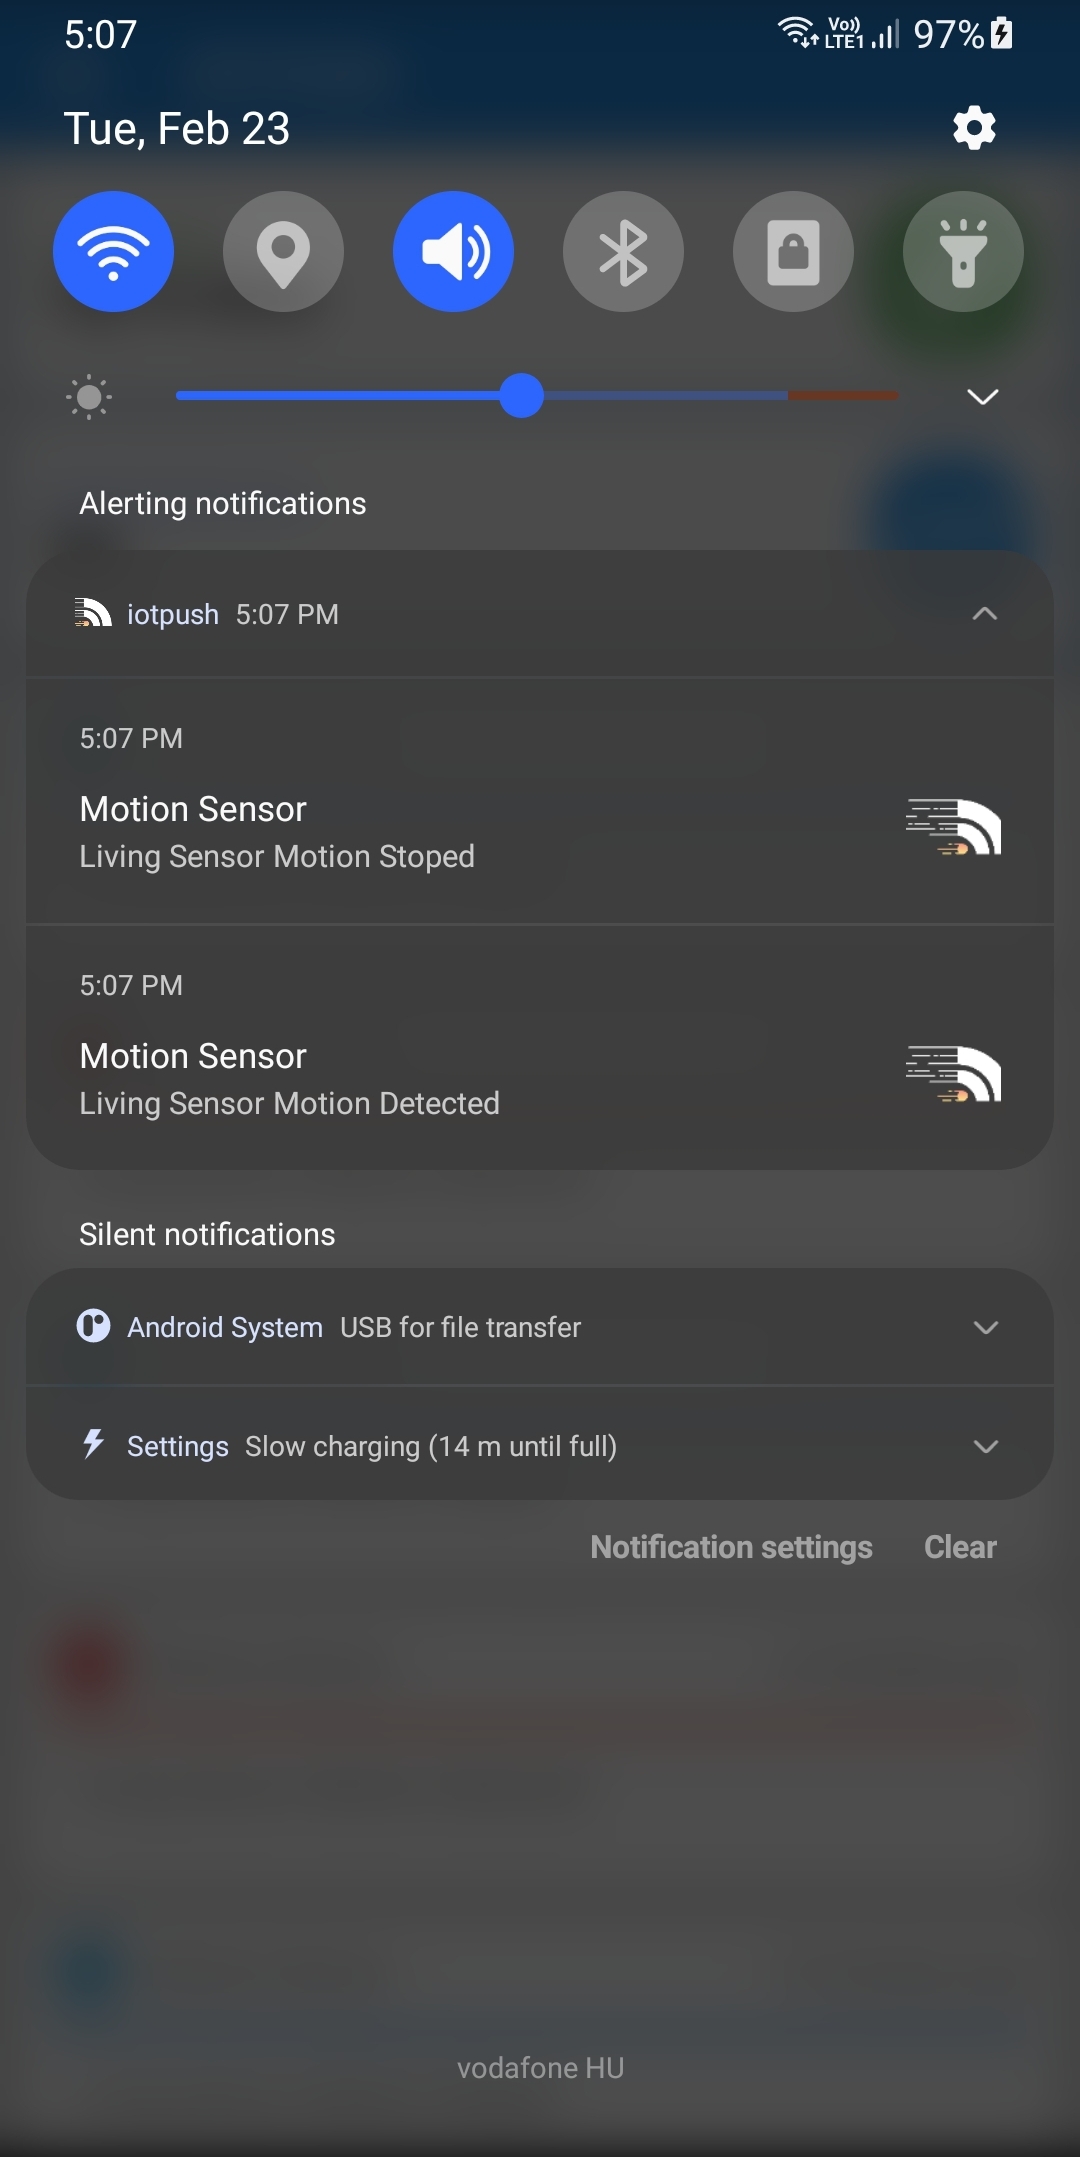 5:07
Vo)) LTE1 97%
Tue, Feb 23
Alerting notifications
iotpush 5:07 PM
5:07 PM
Motion Sensor
Living Sensor Motion Stoped
5:07 PM
Motion Sensor
Living Sensor Motion Detected
Silent notifications
Android System USB for file transfer
Settings Slow charging (14 m until full)
Notification settings Clear
vodafone HU